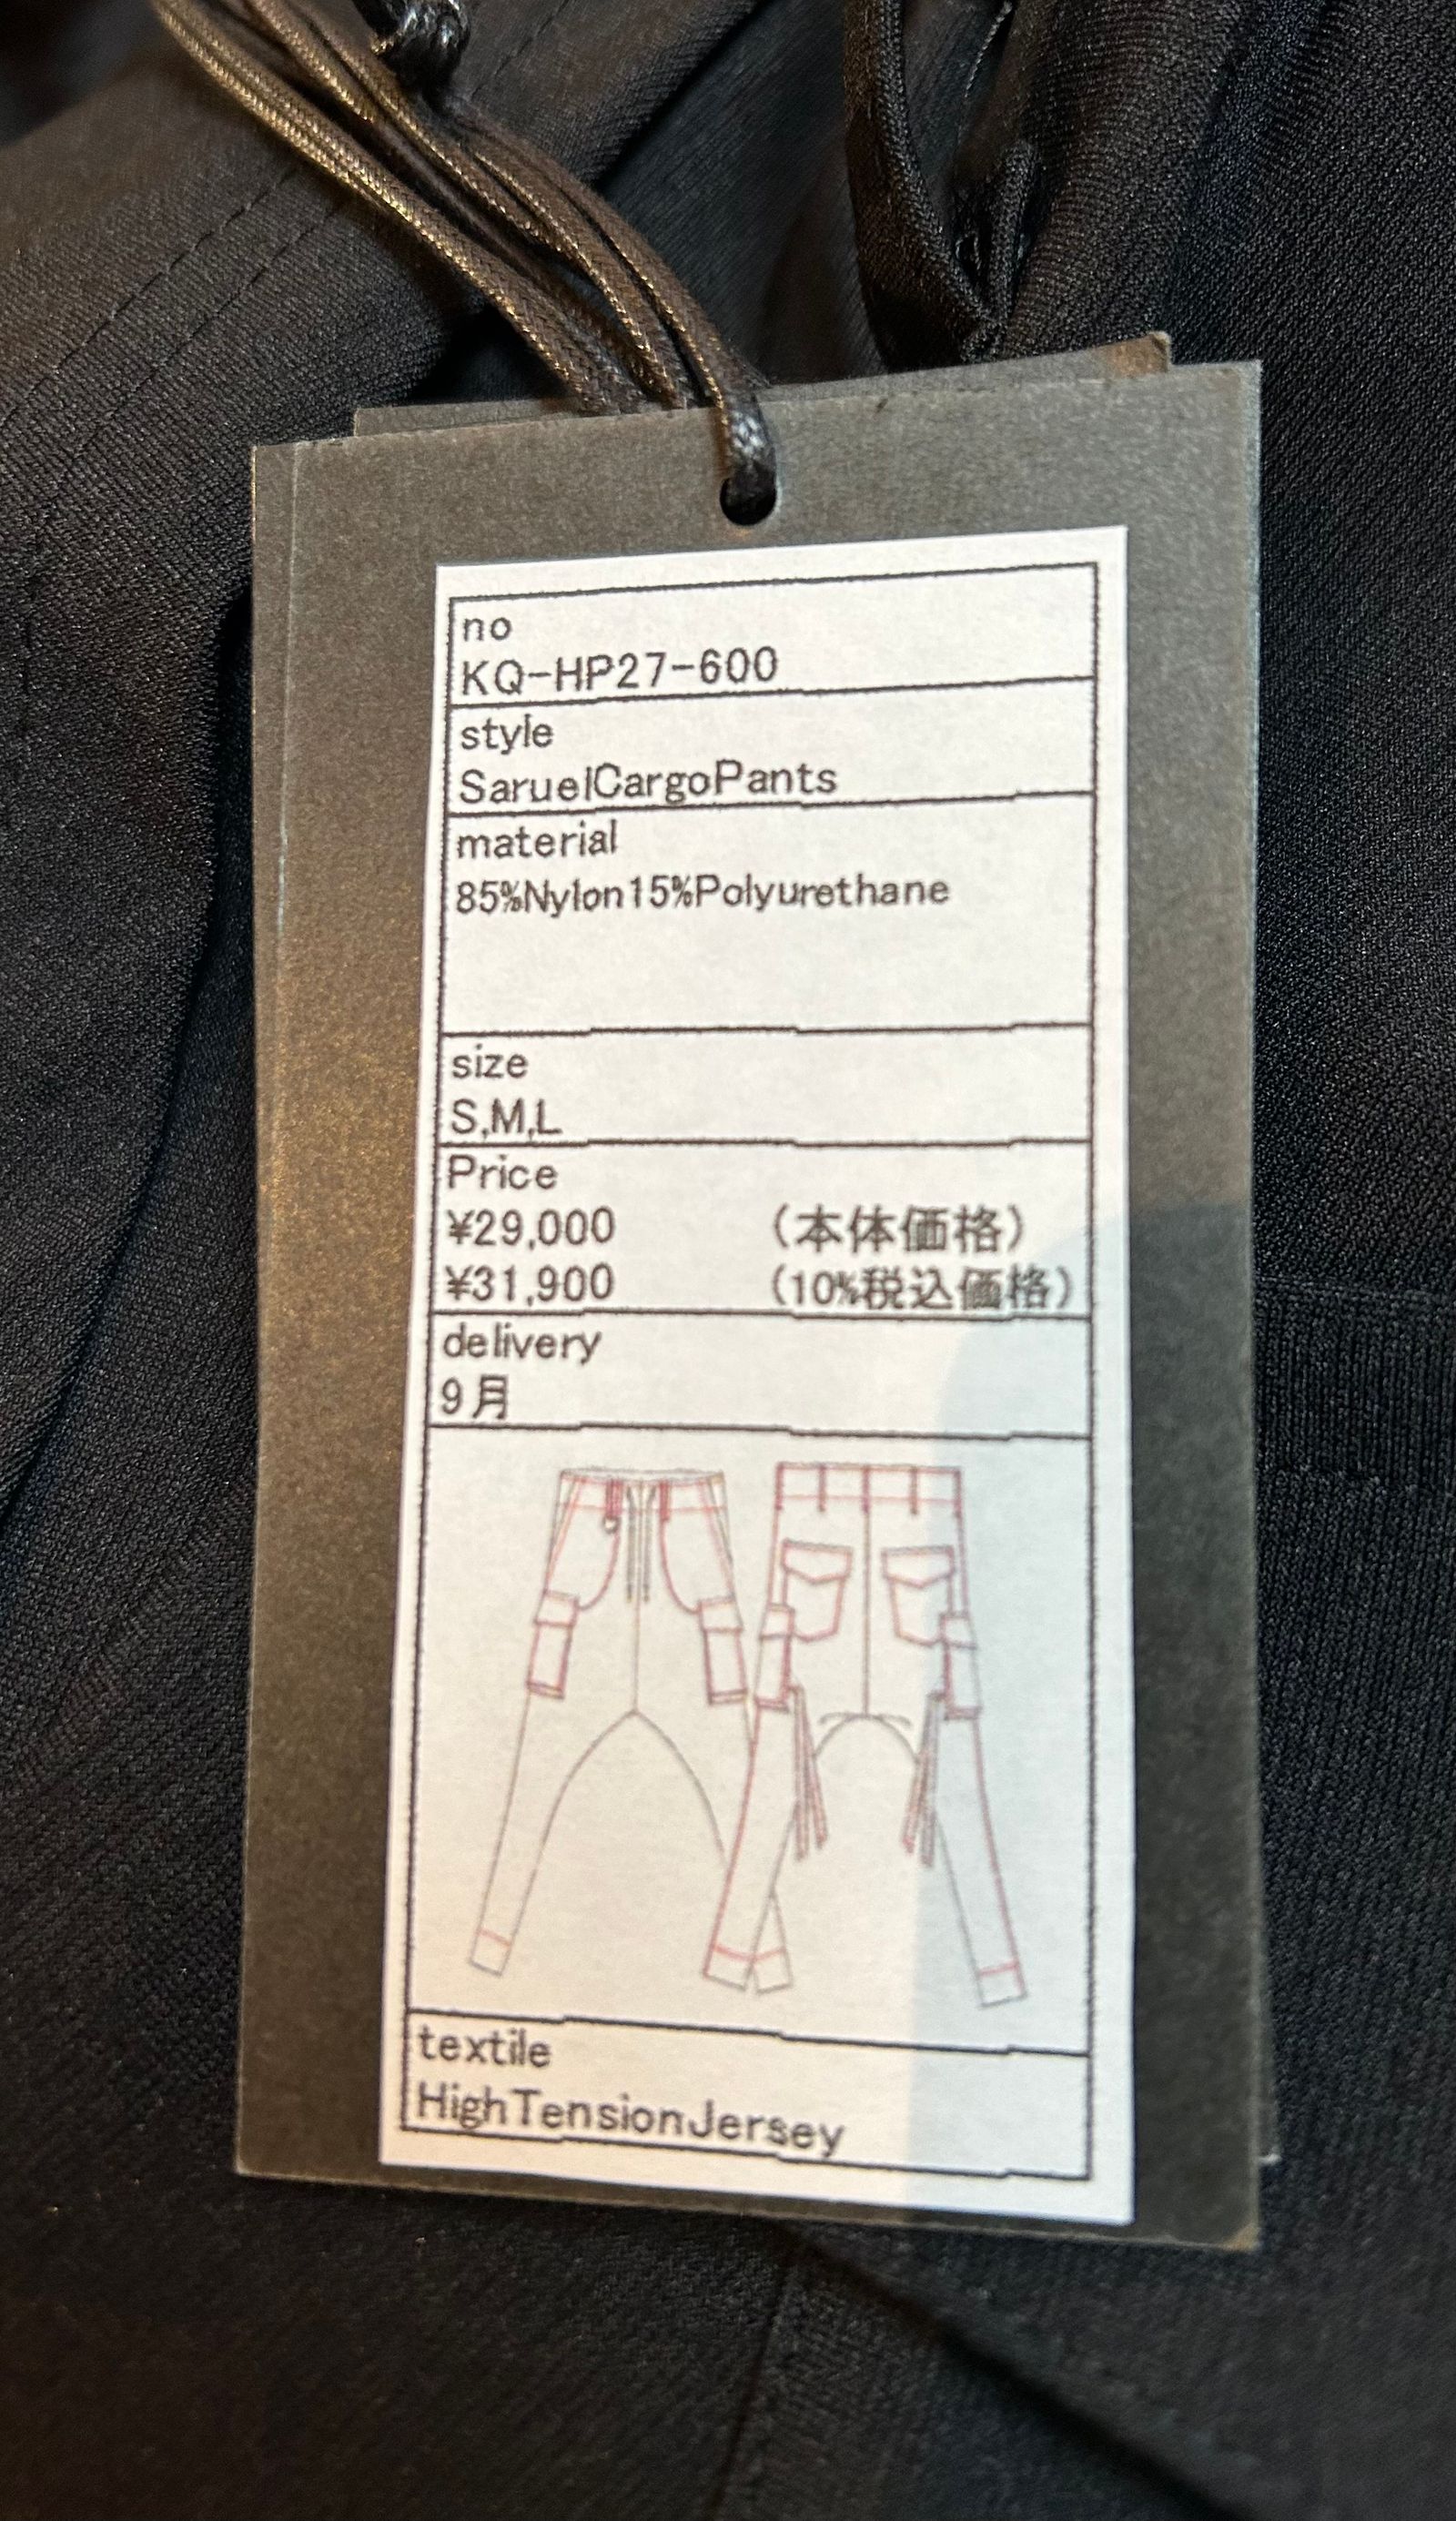 no
KQ-HP27-600
style
SaruelCargoPants
material
85%Nylon15%Polyurethane
size
S,M,L
Price
¥29,000 (本体価格)
¥31,900 (10%税込価格)
delivery
9月
textile
HighTensionJersey